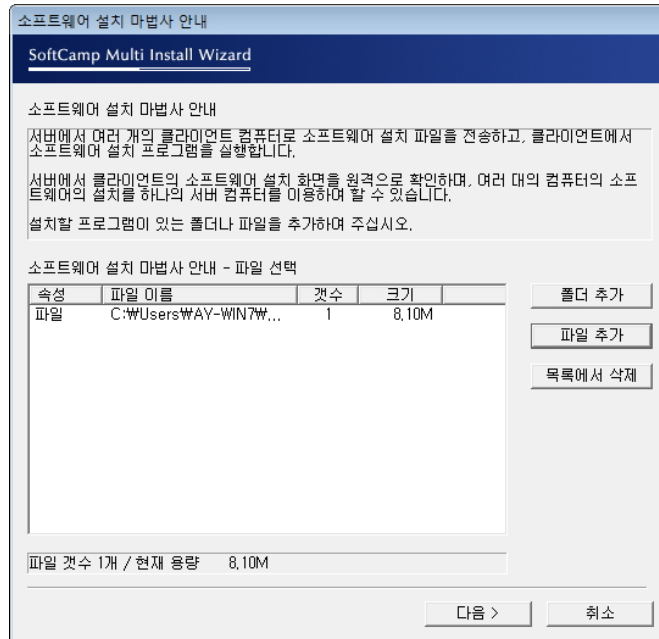 소프트웨어 설치 마법사 안내
SoftCamp Multi Install Wizard
소프트웨어 설치 마법사 안내
서버에서 여러 개의 클라이언트 컴퓨터로 소프트웨어 설치 파일을 전송하고, 클라이언트에서
소프트웨어 설치 프로그램을 실행합니다.
서버에서 클라이언트의 소프트웨어 설치 화면을 원격으로 확인하며, 여러 대의 컴퓨터의 소프
트웨어의 설치를 하나의 서버 컴퓨터를 이용하여 할 수 있습니다.
설치할 프로그램이 있는 폴더나 파일을 추가하여 주십시오.
소프트웨어 설치 마법사 안내 - 파일 선택
속성 파일 이름 갯수 크기
파일 C:₩Users₩AY-WIN7₩... 1 8,10M
폴더 추가
파일 추가
목록에서 삭제
파일 갯수 1개 / 현재 용량 8,10M
다음 > 취소